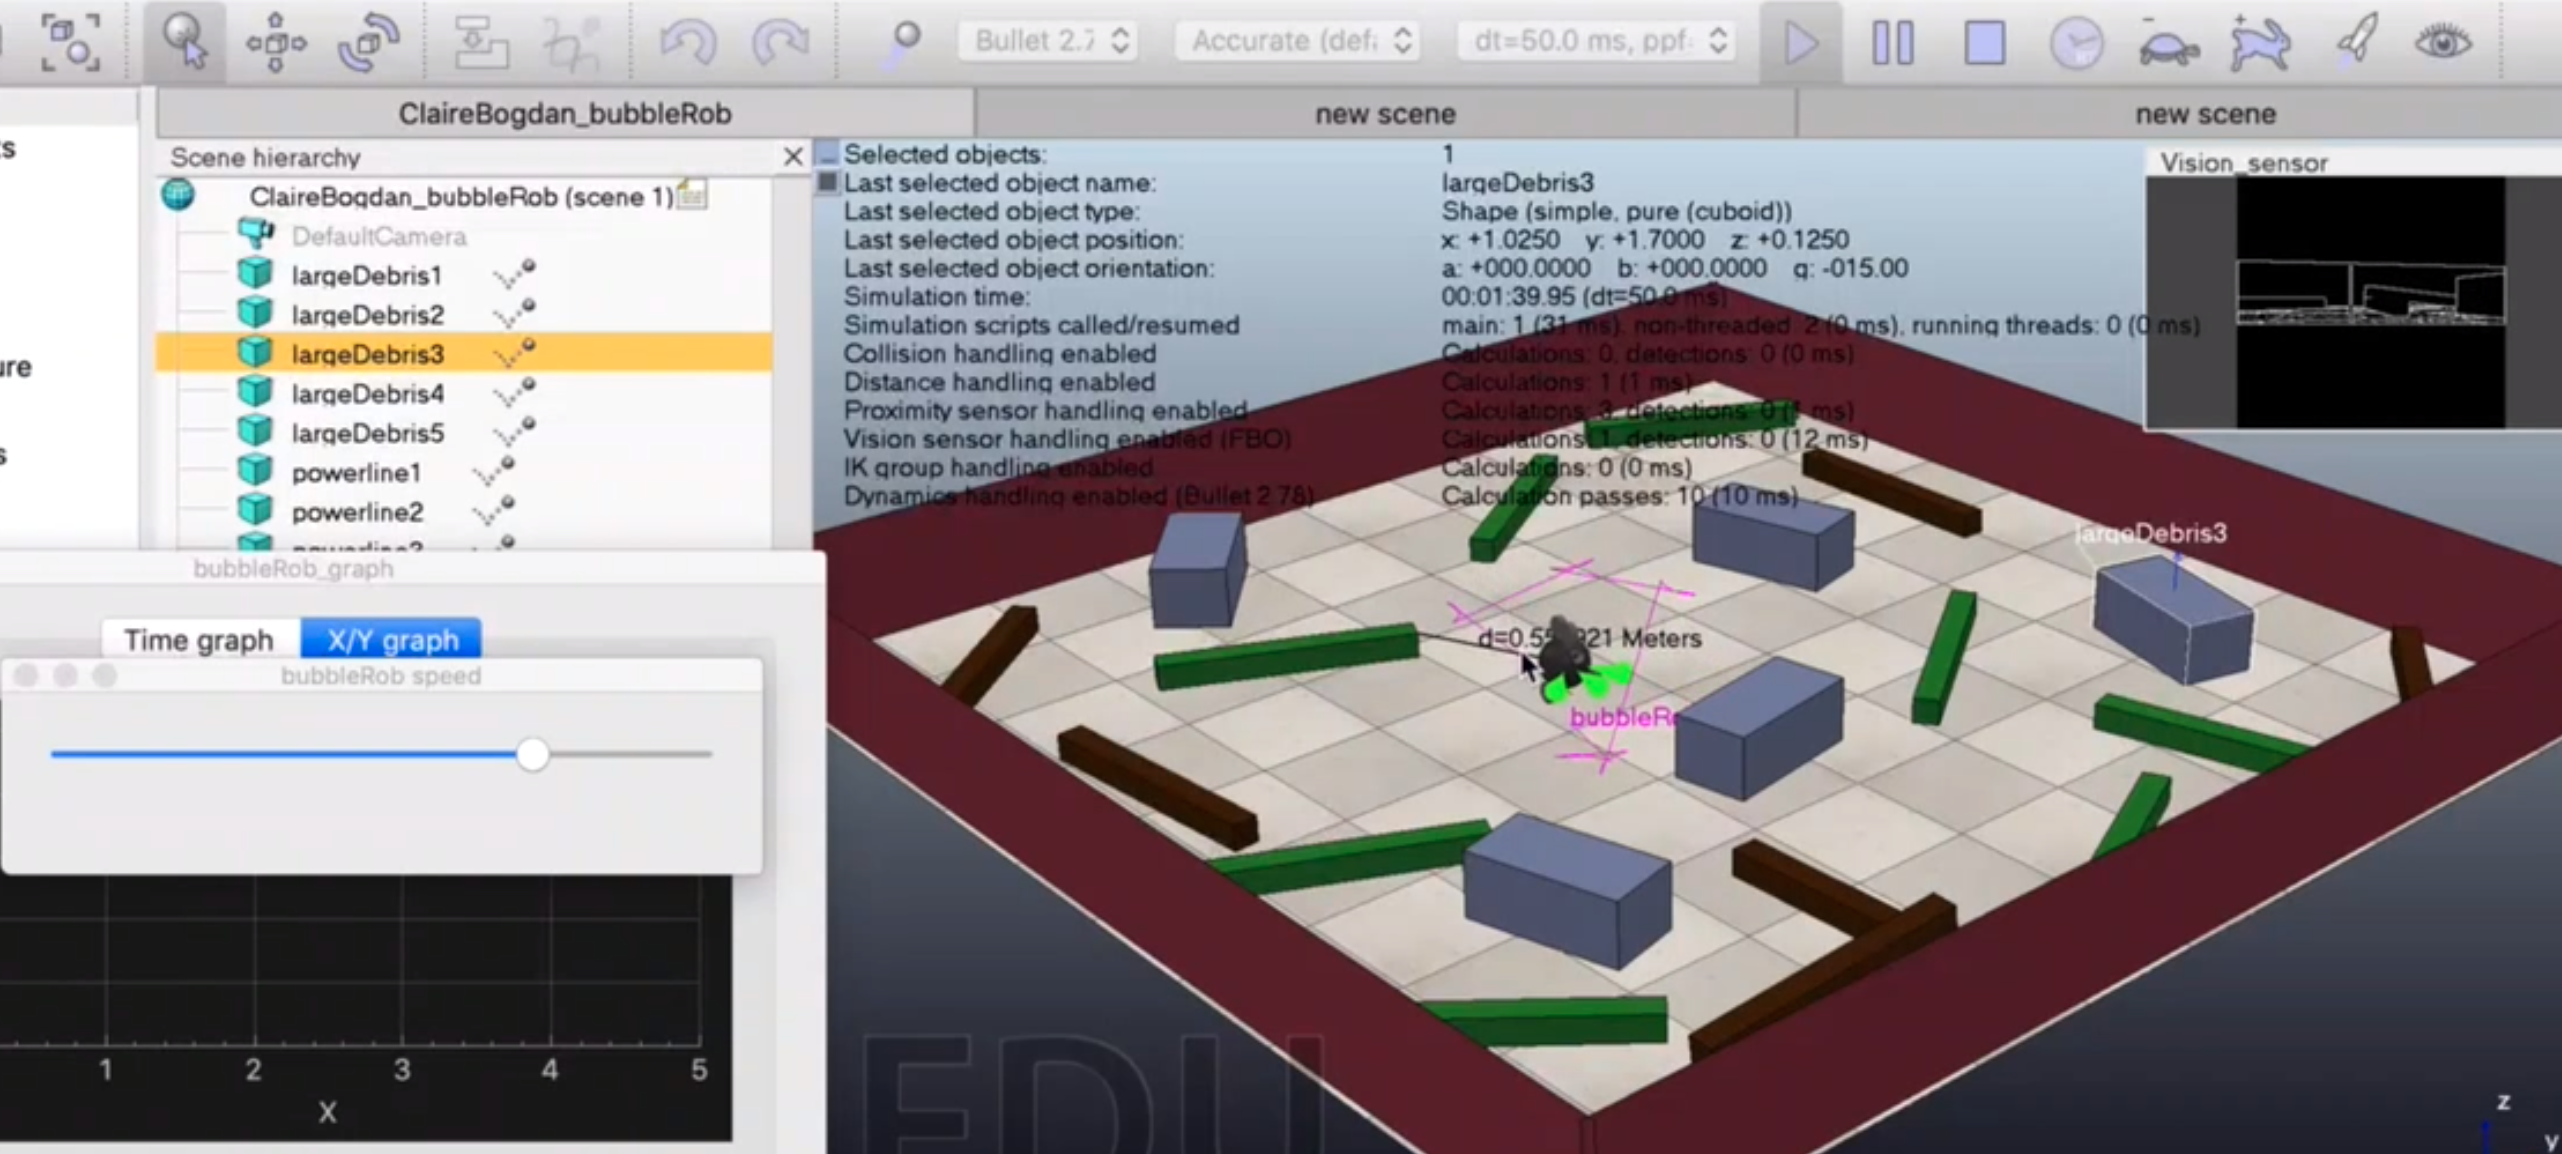 Bullet 2.7
Accurate (def
dt=50.0 ms, ppf
ClaireBogdan_bubbleRob
new scene
new scene
s
ure
s
Scene hierarchy
ClaireBogdan_bubbleRob (scene 1)
DefaultCamera
largeDebris1
largeDebris2
largeDebris3
largeDebris4
largeDebris5
powerline1
powerline2
Selected objects: 1
Last selected object name: largeDebris3
Last selected object type: Shape (simple, pure (cuboid))
Last selected object position: x: +1.0250 y: +1.7000 z: +0.1250
Last selected object orientation: a: +000.0000 b: +000.0000 g: -015.00
Simulation time: 00:01:39.95 (dt=50.0 ms)
Simulation scripts called/resumed main: 1 (31 ms), non-threaded: 2 (0 ms), running threads: 0 (0 ms)
Collision handling enabled Calculations: 0, detections: 0 (0 ms)
Distance handling enabled Calculations: 1 (1 ms)
Proximity sensor handling enabled Calculations: 3, detections: 0 (1 ms)
Vision sensor handling enabled (FBO) Calculations: 1, detections: 0 (12 ms)
IK group handling enabled Calculations: 0 (0 ms)
Dynamics handling enabled (Bullet 2.78) Calculation passes: 10 (10 ms)
Vision_sensor
largeDebris3
Meters
bubbleR
bubbleRob_graph
Time graph
X/Y graph
bubbleRob speed
1 2 3 4 5
X
EDU
z
y